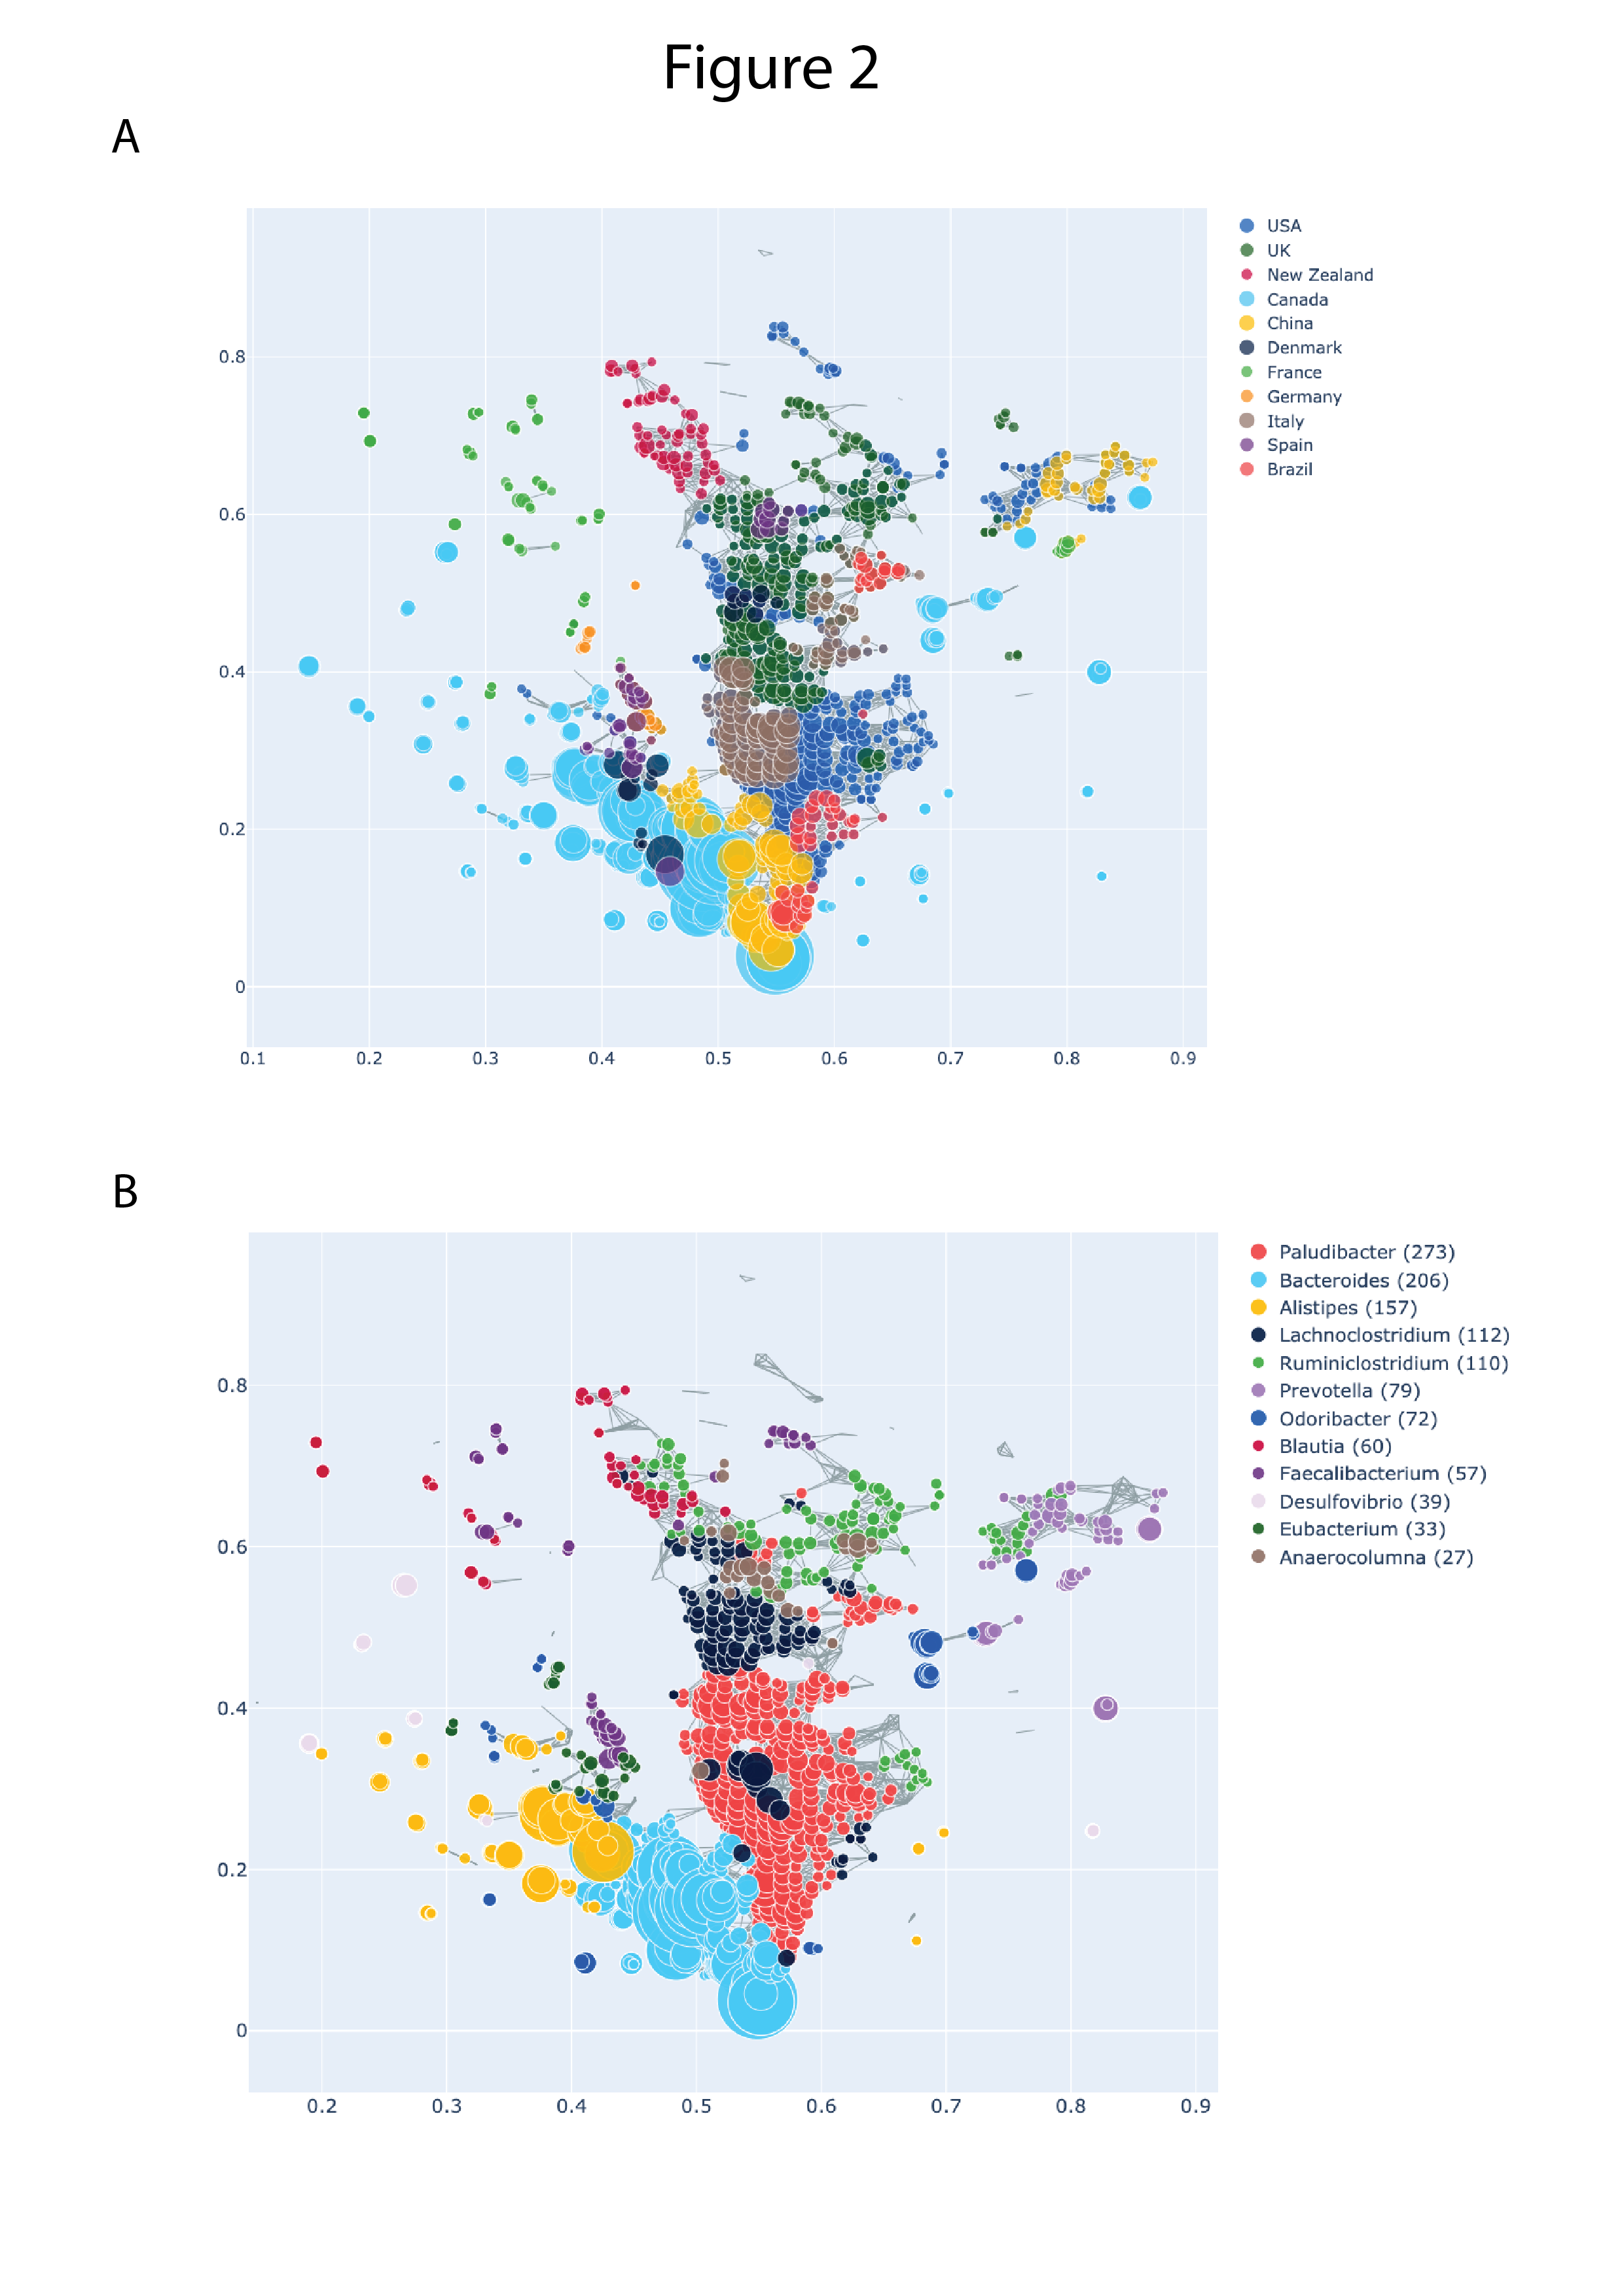 Figure 2
A
USA
UK
New Zealand
Canada
China
Denmark
France
Germany
Italy
Spain
Brazil
0.8
0.6
0.4
0.2
0
0.1 0.2 0.3 0.4 0.5 0.6 0.7 0.8 0.9
B
Paludibacter (273)
Bacteroides (206)
Alistipes (157)
Lachnoclostridium (112)
Ruminiclostridium (110)
Prevotella (79)
Odoribacter (72)
Blautia (60)
Faecalibacterium (57)
Desulfovibrio (39)
Eubacterium (33)
Anaerocolumna (27)
0.8
0.6
0.4
0.2
0
0.2 0.3 0.4 0.5 0.6 0.7 0.8 0.9